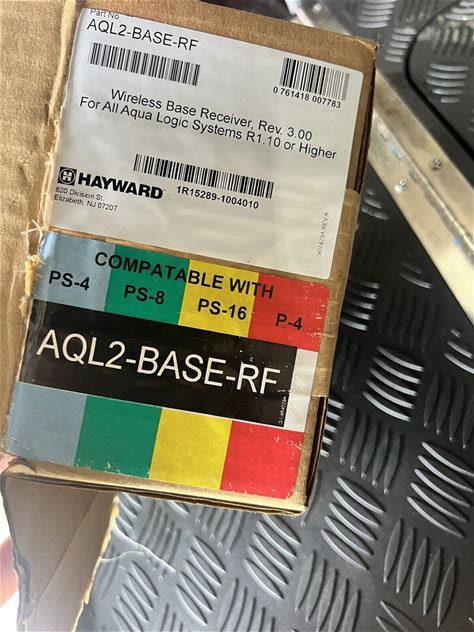 Part No
AQL2-BASE-RF
0 761418 007783
Wireless Base Receiver, Rev. 3.00
For All Aqua Logic Systems R1.10 or Higher
HAYWARD
620 Division St.
Elizabeth, NJ 07207
1R15289-1004010
COMPATABLE WITH
PS-4
PS-8
PS-16
P-4
AQL2-BASE-RF